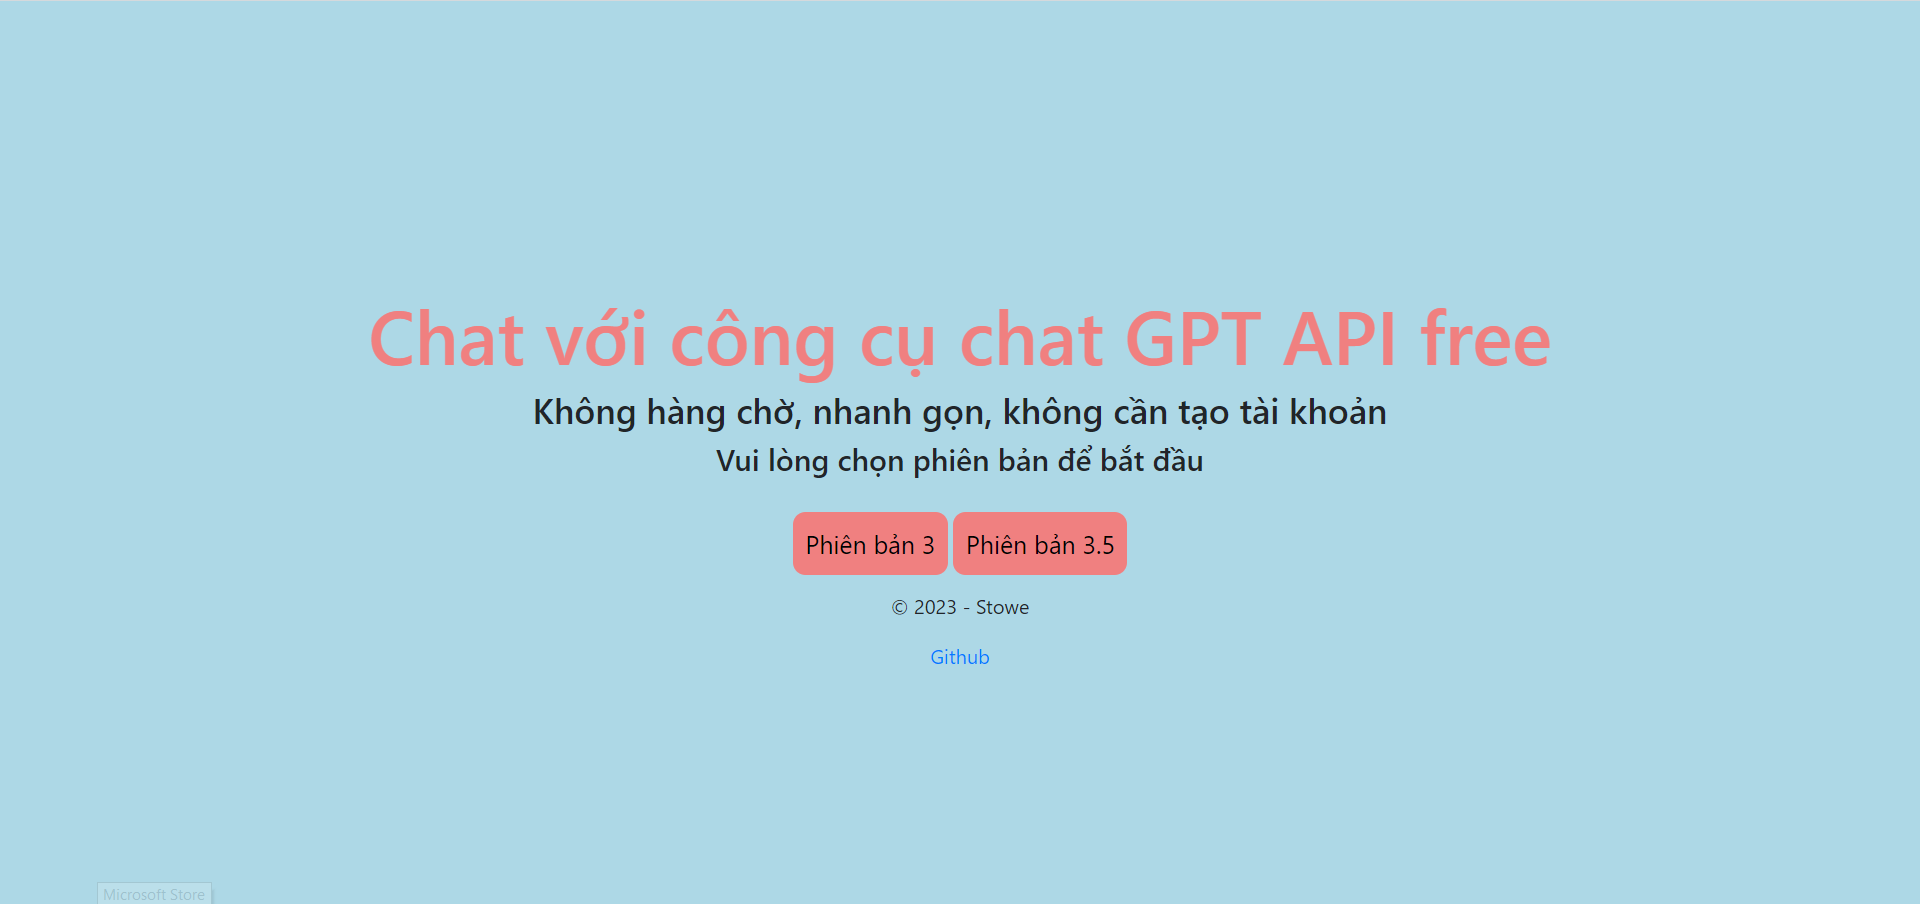 Chat với công cụ chat GPT API free
Không hàng chờ, nhanh gọn, không cần tạo tài khoản
Vui lòng chọn phiên bản để bắt đầu
Phiên bản 3 Phiên bản 3.5
© 2023 - Stowe
Github
Microsoft Store